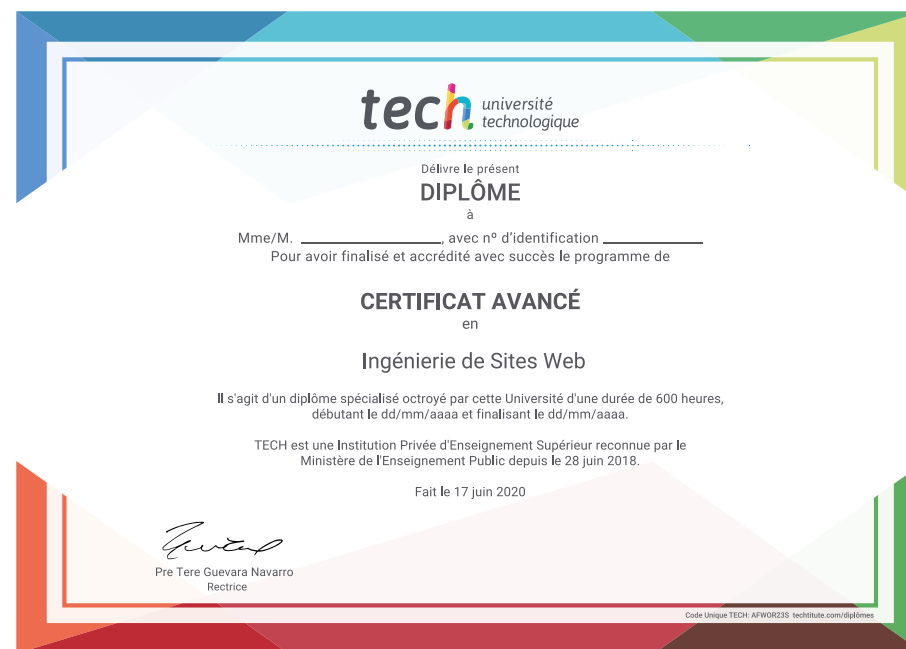 tech université
technologique
Délivre le présent
DIPLÔME
à
Mme/M. ____________________, avec nº d'identification ______________
Pour avoir finalisé et accrédité avec succès le programme de
CERTIFICAT AVANCÉ
en
Ingénierie de Sites Web
Il s'agit d'un diplôme spécialisé octroyé par cette Université d'une durée de 600 heures,
débutant le dd/mm/aaaa et finalisant le dd/mm/aaaa.
TECH est une Institution Privée d'Enseignement Supérieur reconnue par le
Ministère de l'Enseignement Public depuis le 28 juin 2018.
Fait le 17 juin 2020
Pre Tere Guevara Navarro
Rectrice
Code Unique TECH: AFWOR23S techtitute.com/diplômes